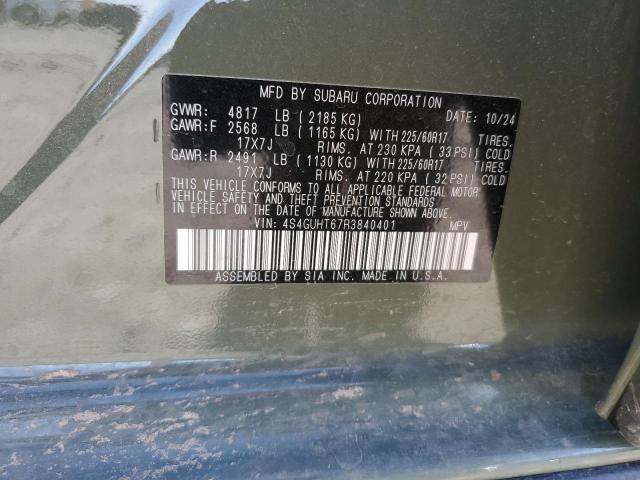 MFD BY SUBARU CORPORATION
GVWR: 4817 LB (2185 KG) DATE: 10/24
GAWR:F 2568 LB (1165 KG) WITH 225/60R17 TIRES.
17X7J RIMS. AT 230 KPA (33 PSI) COLD
GAWR:R 2491 LB (1130 KG) WITH 225/60R17 TIRES.
17X7J RIMS. AT 220 KPA (32 PSI) COLD
THIS VEHICLE CONFORMS TO ALL APPLICABLE FEDERAL MOTOR
VEHICLE SAFETY AND THEFT PREVENTION STANDARDS
IN EFFECT ON THE DATE OF MANUFACTURE SHOWN ABOVE.
VIN: 4S4GUHT67R3840401 MPV
ASSEMBLED BY SIA INC. MADE IN U.S.A.